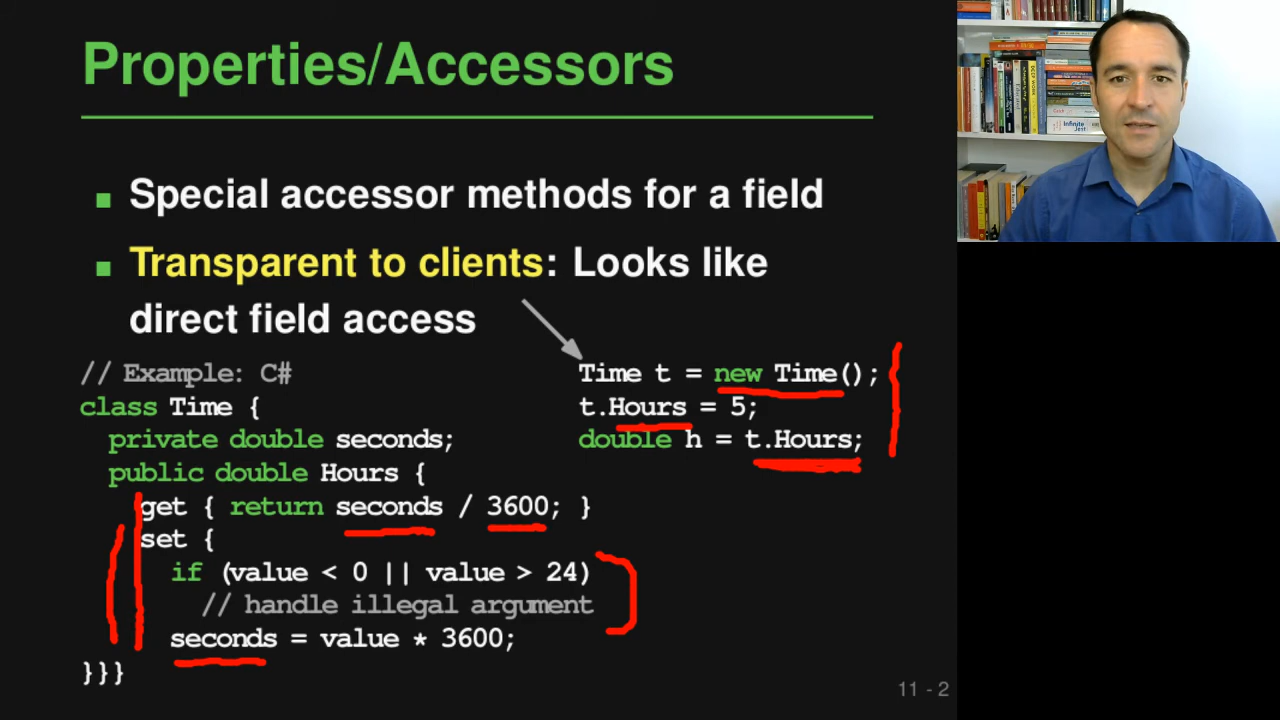 Properties/Accessors
Special accessor methods for a field
Transparent to clients: Looks like
direct field access
// Example: C#
class Time {
private double seconds;
public double Hours {
get { return seconds / 3600; }
set {
if (value < 0 || value > 24)
// handle illegal argument
seconds = value * 3600;
}}}
Time t = new Time();
t.Hours = 5;
double h = t.Hours;
11 - 2
Infinite
Jest